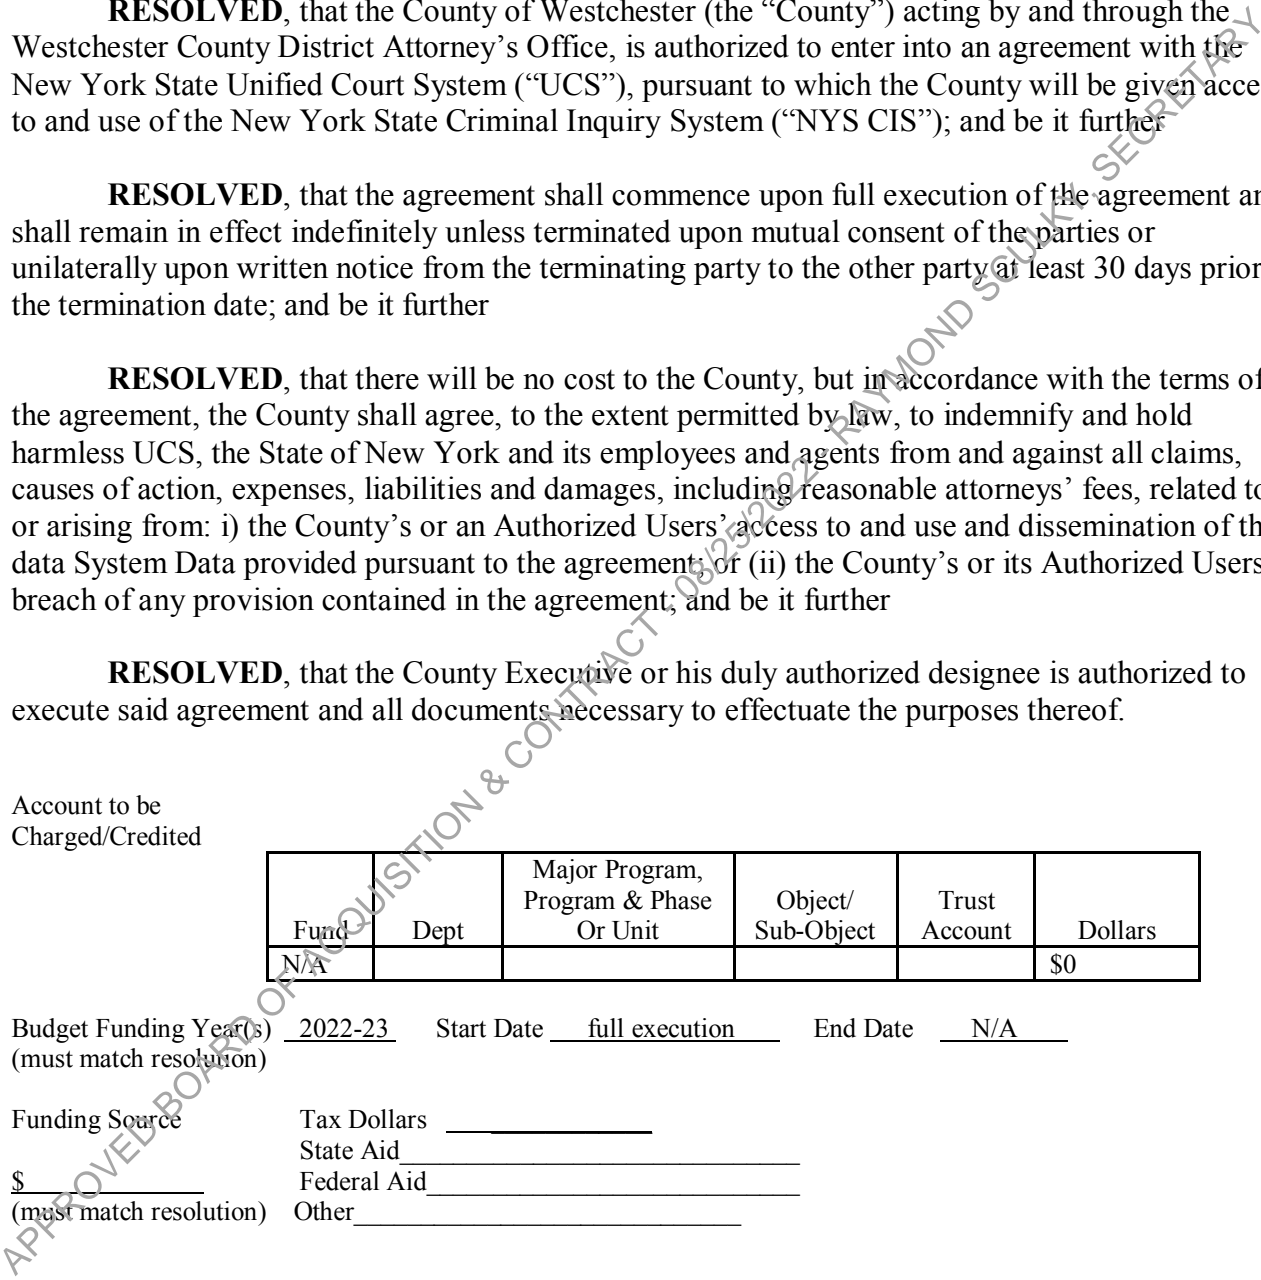 RESOLVED, that the County of Westchester (the “County”) acting by and through the
Westchester County District Attorney’s Office, is authorized to enter into an agreement with the
New York State Unified Court System (“UCS”), pursuant to which the County will be given acce
to and use of the New York State Criminal Inquiry System (“NYS CIS”); and be it further
RESOLVED, that the agreement shall commence upon full execution of the agreement an
shall remain in effect indefinitely unless terminated upon mutual consent of the parties or
unilaterally upon written notice from the terminating party to the other party at least 30 days prior
the termination date; and be it further
RESOLVED, that there will be no cost to the County, but in accordance with the terms of
the agreement, the County shall agree, to the extent permitted by law, to indemnify and hold
harmless UCS, the State of New York and its employees and agents from and against all claims,
causes of action, expenses, liabilities and damages, including reasonable attorneys’ fees, related to
or arising from: i) the County’s or an Authorized Users’ access to and use and dissemination of th
data System Data provided pursuant to the agreement; or (ii) the County’s or its Authorized Users
breach of any provision contained in the agreement; and be it further
RESOLVED, that the County Executive or his duly authorized designee is authorized to
execute said agreement and all documents necessary to effectuate the purposes thereof.
Account to be
Charged/Credited
Fund Dept Major Program, Program & Phase Or Unit Object/ Sub-Object Trust Account Dollars
N/A $0
Budget Funding Year(s) 2022-23 Start Date full execution End Date N/A
(must match resolution)
Funding Source Tax Dollars
State Aid
$ Federal Aid
(must match resolution) Other
APPROVED BOARD OF ACQUISITION & CONTRACT - 08/25/2022 - RAYMOND SCULKY, SECRETARY